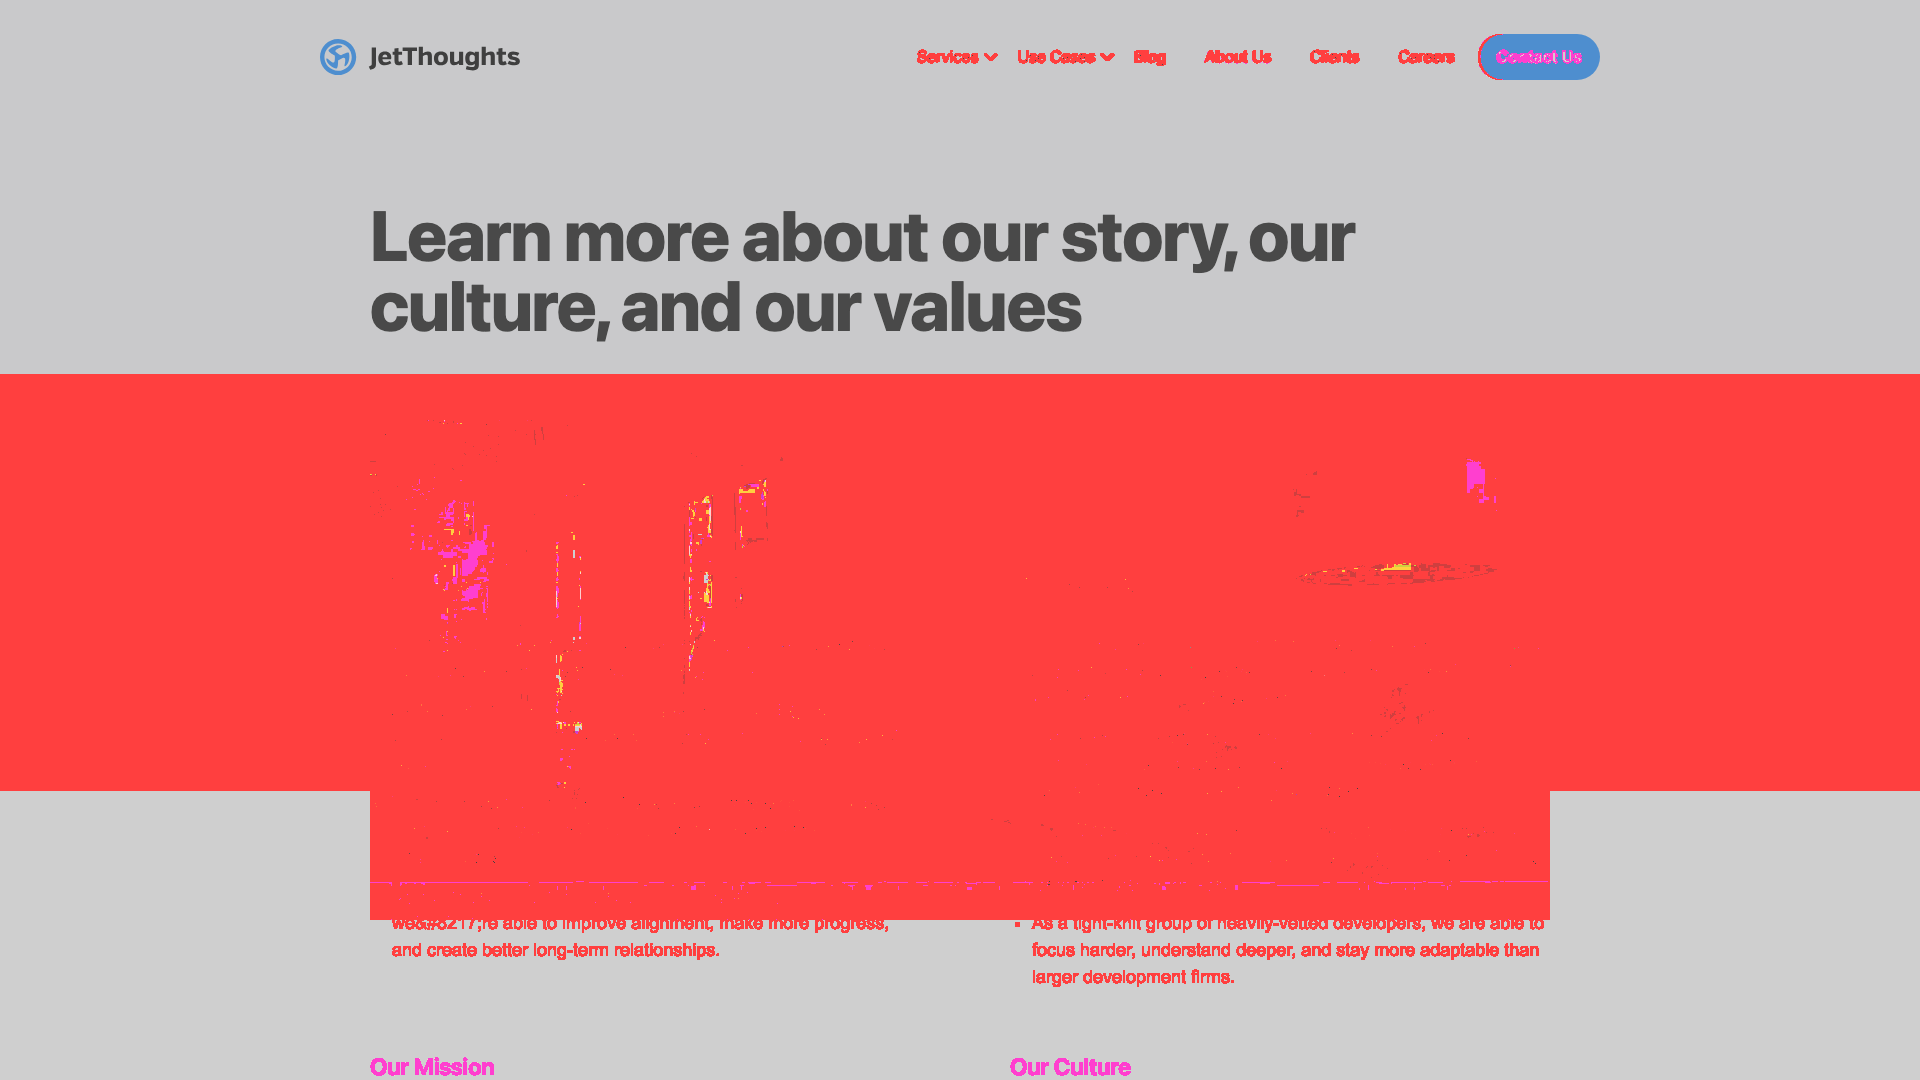 JetThoughts
Services Use Cases Blog About Us Clients Careers Contact Us
Learn more about our story, our
culture, and our values
re able to improve alignment, make more progress,
and create better long-term relationships.
As a tight-knit group of heavily-vetted developers, we are able to
focus harder, understand deeper, and stay more adaptable than
larger development firms.
Our Mission
Our Culture